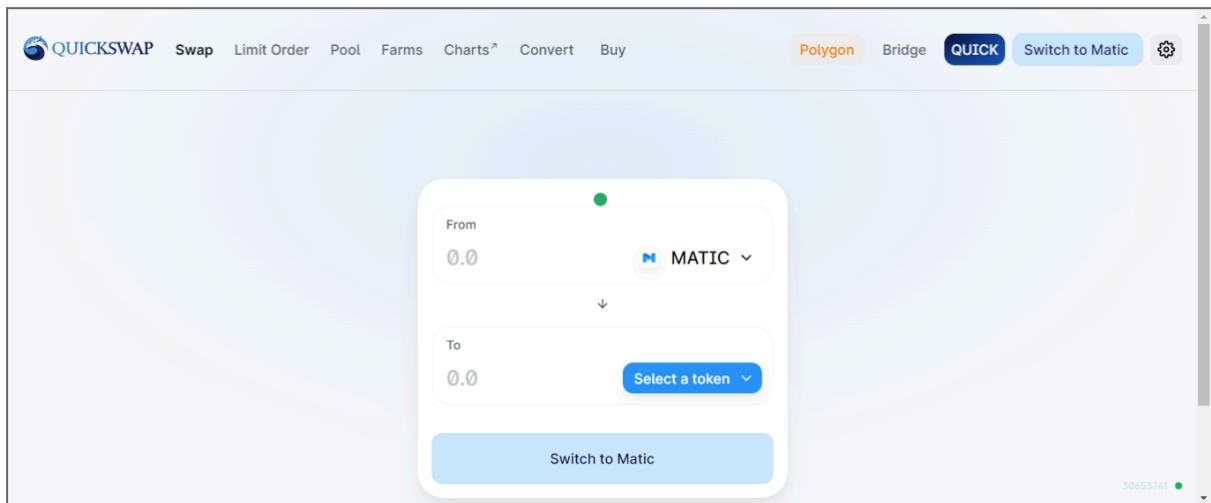 QUICKSWAP Swap Limit Order Pool Farms Charts↗ Convert Buy Polygon Bridge QUICK Switch to Matic
From
0.0 MATIC
To
0.0 Select a token
Switch to Matic
30653741